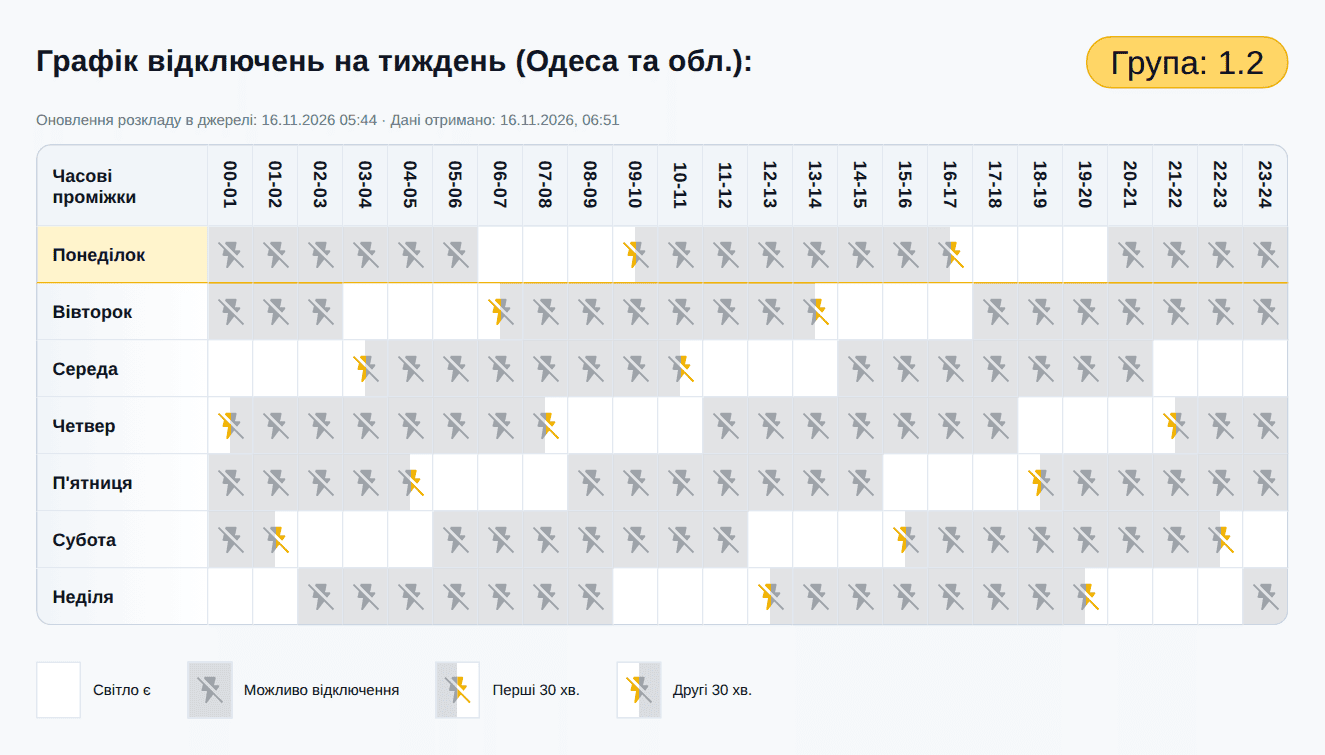 Графік відключень на тиждень (Одеса та обл.):
Група: 1.2
Оновлення розкладу в джерелі: 16.11.2026 05:44 · Дані отримано: 16.11.2026, 06:51
Часові
проміжки
00-01 01-02 02-03 03-04 04-05 05-06 06-07 07-08 08-09 09-10 10-11 11-12 12-13 13-14 14-15 15-16 16-17 17-18 18-19 19-20 20-21 21-22 22-23 23-24
Понеділок
Вівторок
Середа
Четвер
П'ятниця
Субота
Неділя
Світло є
Можливо відключення
Перші 30 хв.
Другі 30 хв.